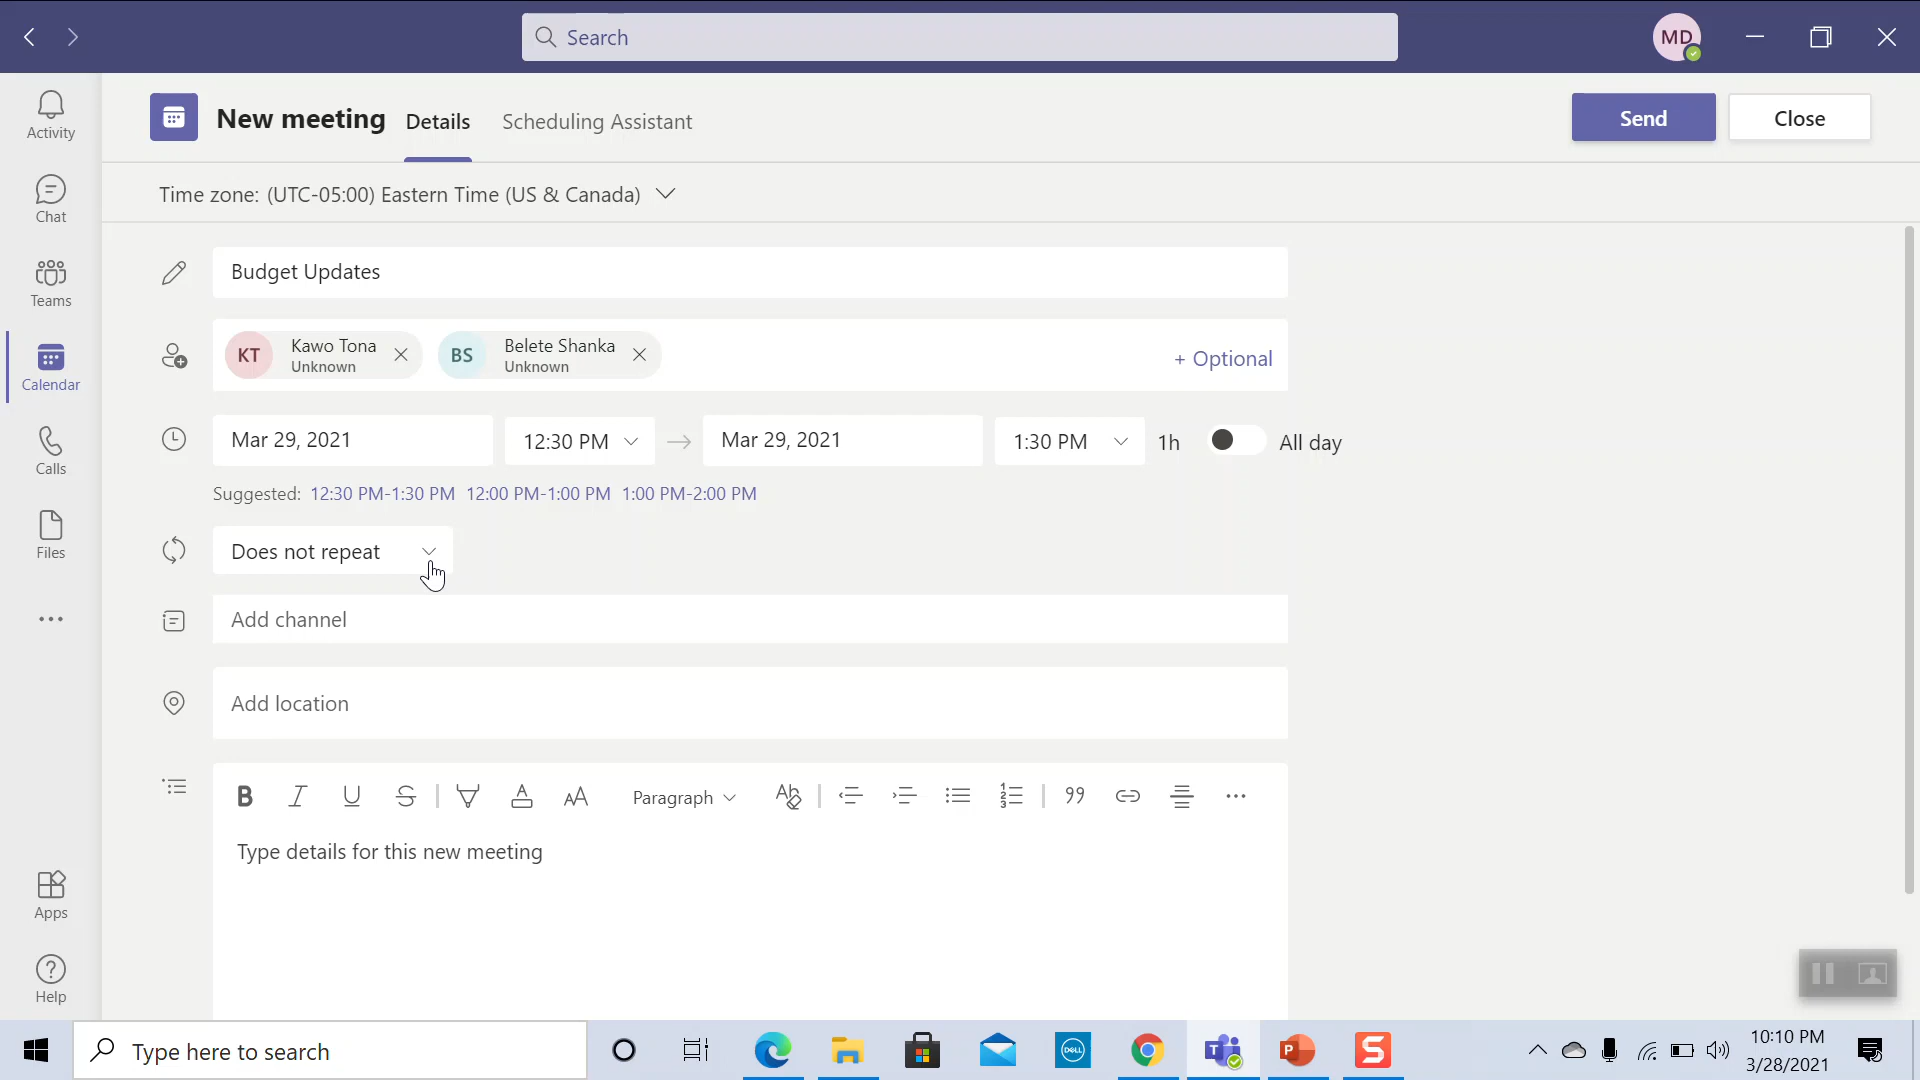 Search
MD
Activity
Chat
Teams
Calendar
Calls
Files
Apps
Help
New meeting Details Scheduling Assistant Send Close
Time zone: (UTC-05:00) Eastern Time (US & Canada)
Budget Updates
KT Kawo Tona BS Belete Shanka
Unknown Unknown
+ Optional
Mar 29, 2021 12:30 PM Mar 29, 2021 1:30 PM 1h All day
Suggested: 12:30 PM-1:30 PM 12:00 PM-1:00 PM 1:00 PM-2:00 PM
Does not repeat
Add channel
Add location
B I U S A AA Paragraph Ab
Type details for this new meeting
Type here to search
DELL
T
P
S
10:10 PM
3/28/2021